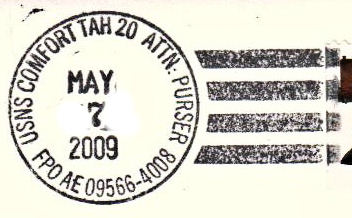 USNS COMFORT TAH 20 ATTN: PURSER
MAY
7
2009
FPO AE 09566-4008